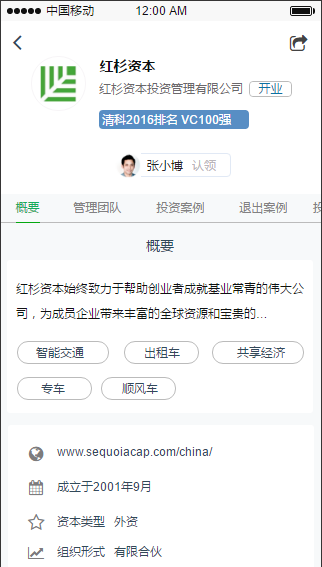 中国移动 12:00 AM
红杉资本
红杉资本投资管理有限公司 开业
清科2016排名 VC100强
张小博 认领
概要 管理团队 投资案例 退出案例 投
概要
红杉资本始终致力于帮助创业者成就基业常青的伟大公
司，为成员企业带来丰富的全球资源和宝贵的...
智能交通 出租车 共享经济
专车 顺风车
www.sequoiacap.com/china/
成立于2001年9月
资本类型 外资
组织形式 有限合伙